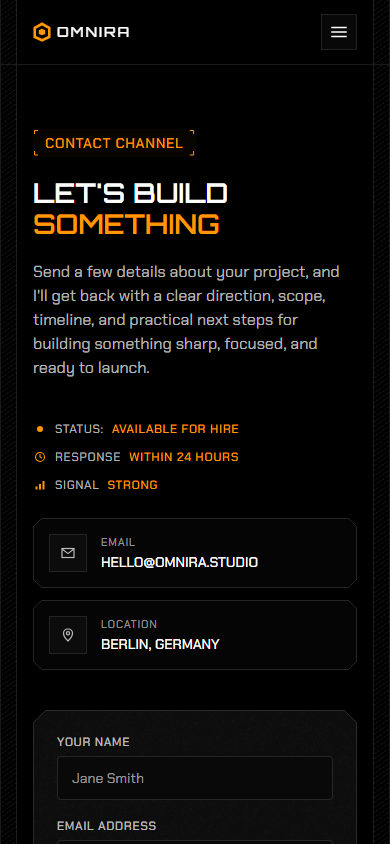 OMNIRA
CONTACT CHANNEL
LET'S BUILD
SOMETHING
Send a few details about your project, and
I'll get back with a clear direction, scope,
timeline, and practical next steps for
building something sharp, focused, and
ready to launch.
STATUS: AVAILABLE FOR HIRE
RESPONSE WITHIN 24 HOURS
SIGNAL STRONG
EMAIL
HELLO@OMNIRA.STUDIO
LOCATION
BERLIN, GERMANY
YOUR NAME
Jane Smith
EMAIL ADDRESS